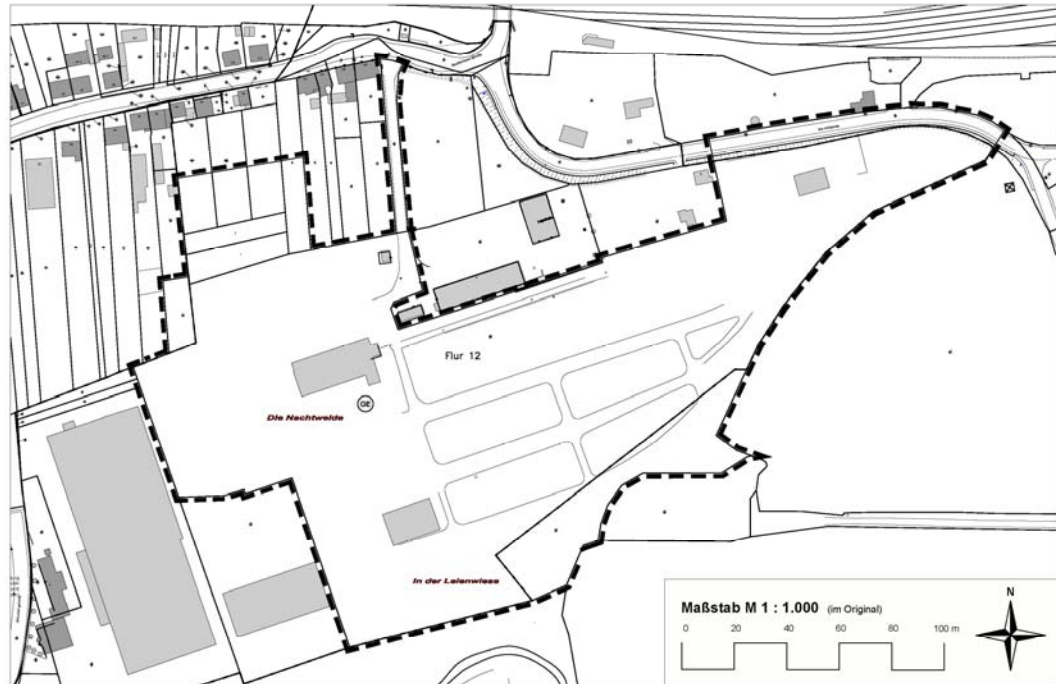 Flur 12
GE
Die Nachtweide
In der Leienwiese
Maßstab M 1 : 1.000 (im Original)
N
0 20 40 60 80 100 m